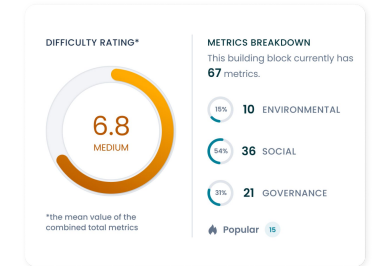 DIFFICULTY RATING*
6.8
MEDIUM
*the mean value of the
combined total metrics
METRICS BREAKDOWN
This building block currently has
67 metrics.
15% 10 ENVIRONMENTAL
54% 36 SOCIAL
31% 21 GOVERNANCE
Popular 15